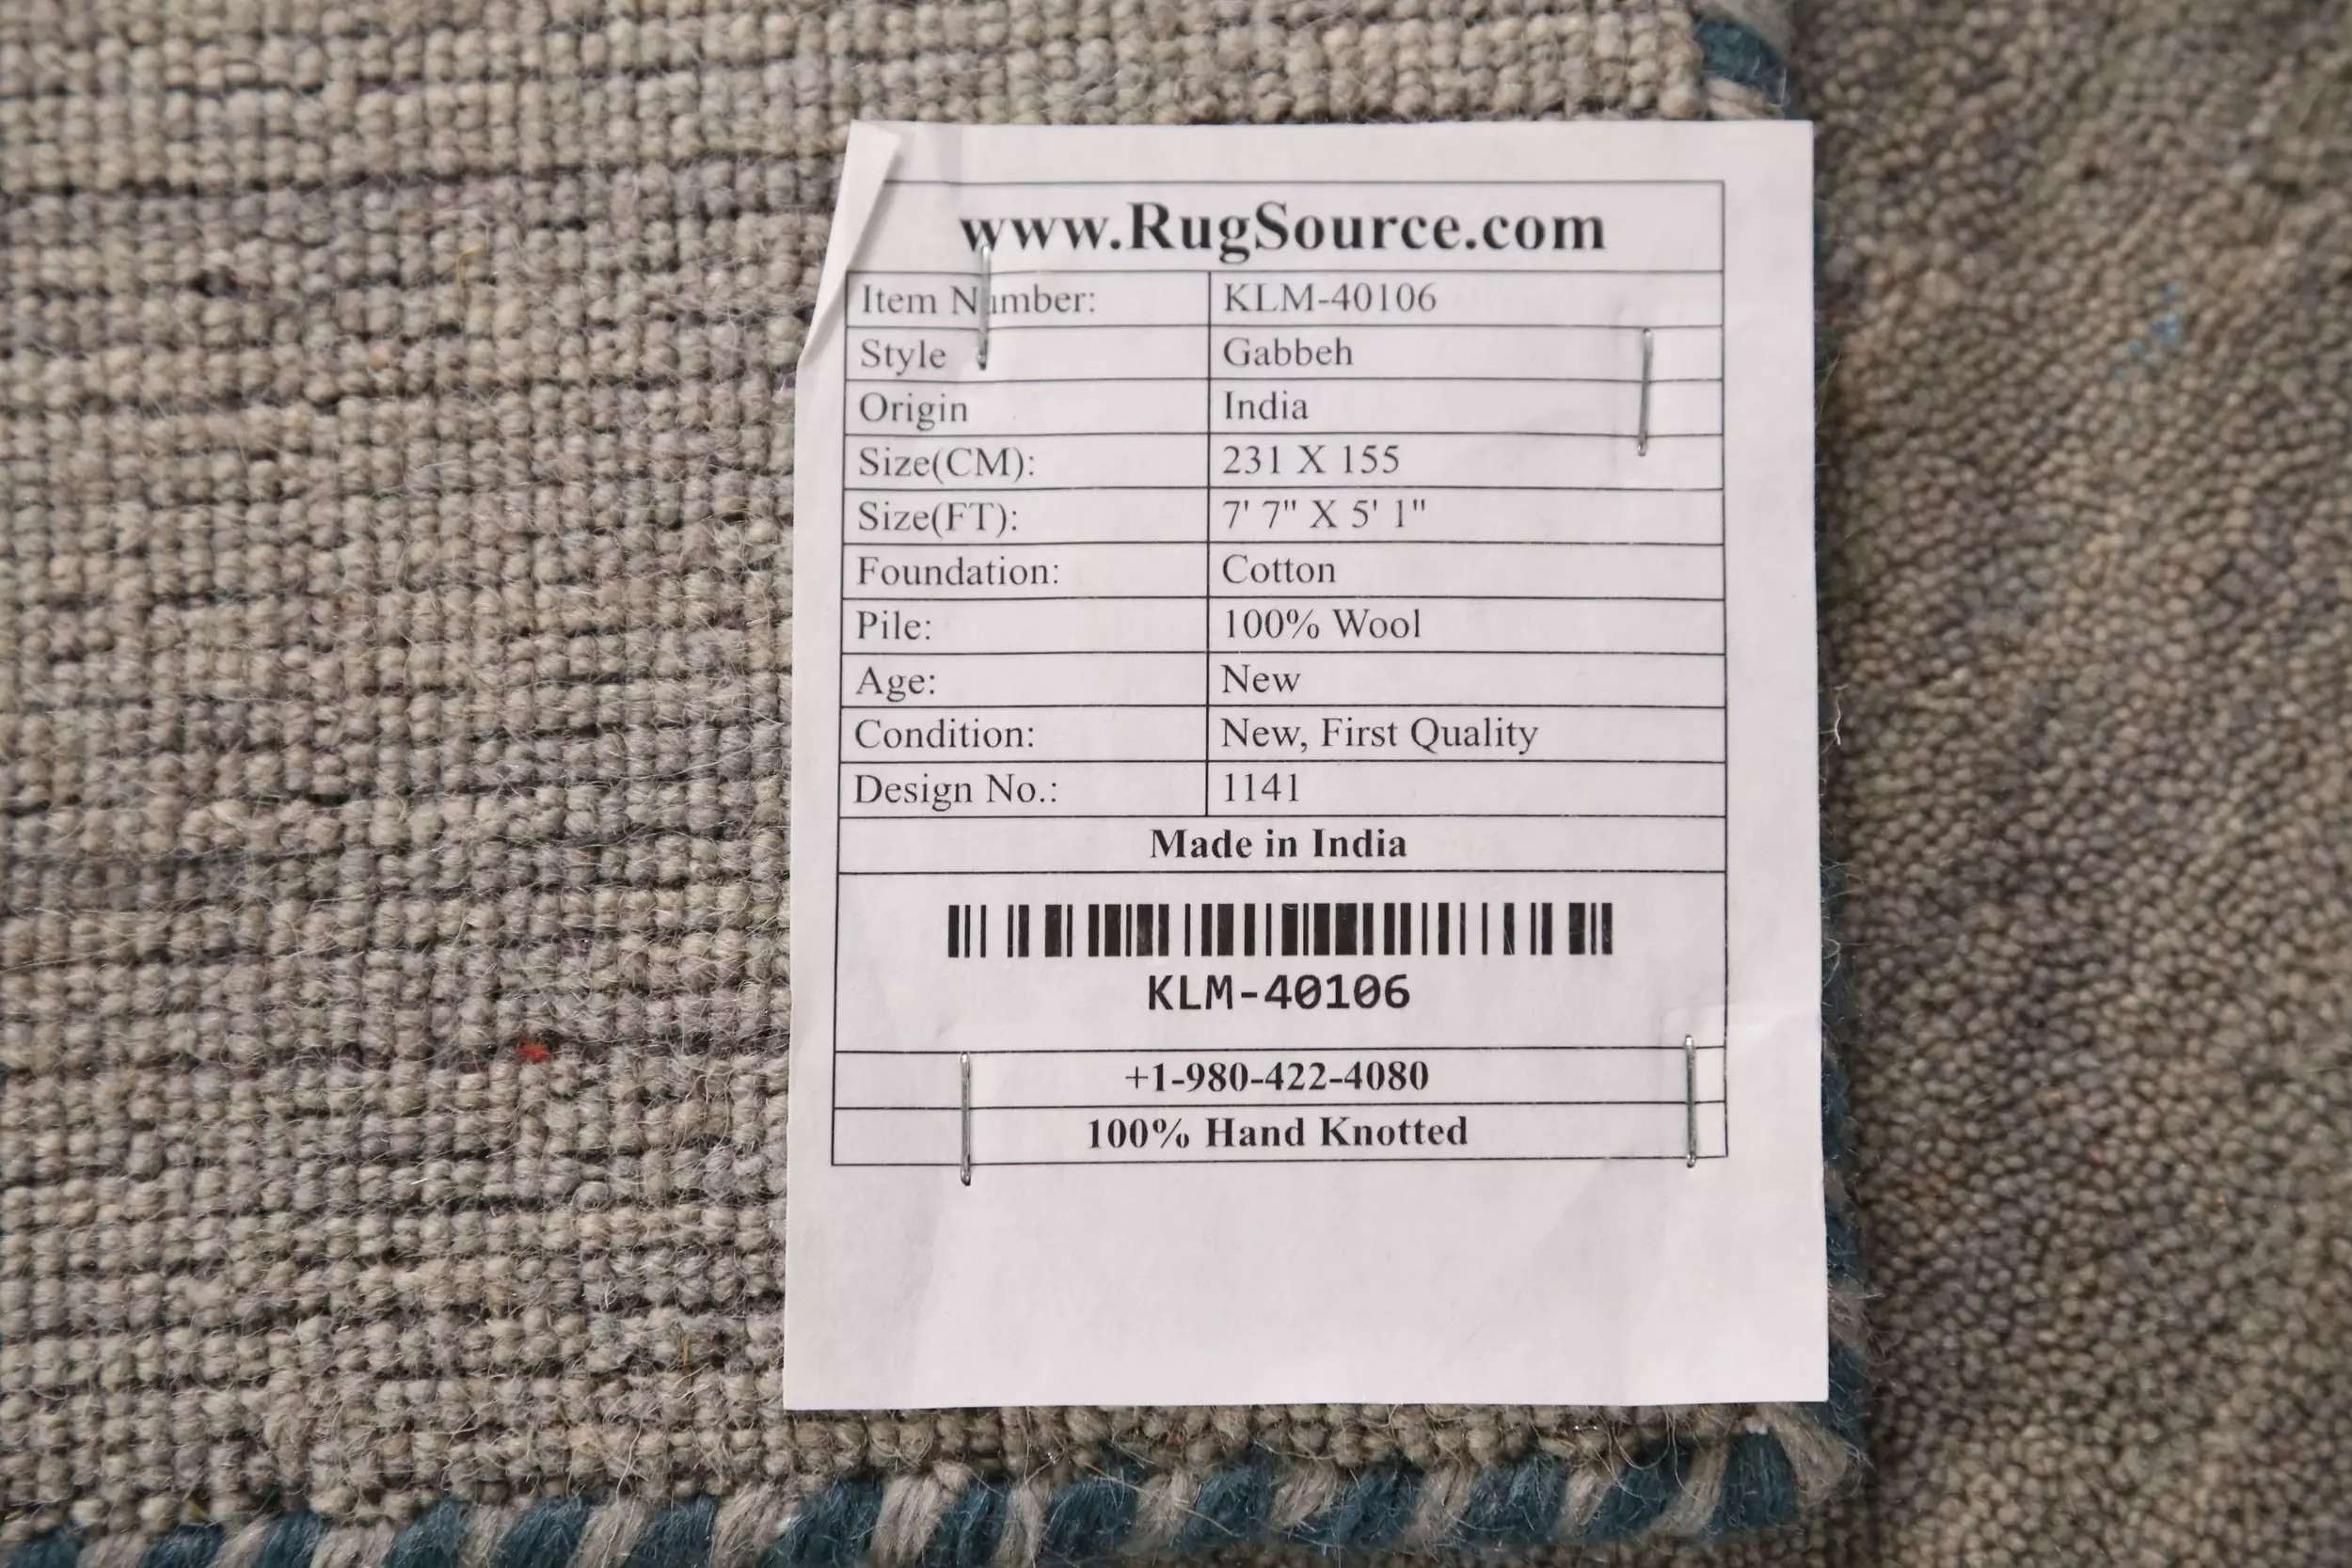 www.RugSource.com
Item Number: KLM-40106
Style Gabbeh
Origin India
Size(CM): 231 X 155
Size(FT): 7' 7" X 5' 1"
Foundation: Cotton
Pile: 100% Wool
Age: New
Condition: New, First Quality
Design No.: 1141
Made in India
KLM-40106
+1-980-422-4080
100% Hand Knotted